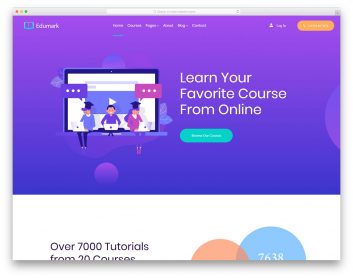 Edumark
Home Courses Pages About Blog Contact
Log in
Learn Your
Favorite Course
From Online
Browse Our Courses
Over 7000 Tutorials
from 20 Courses
7638